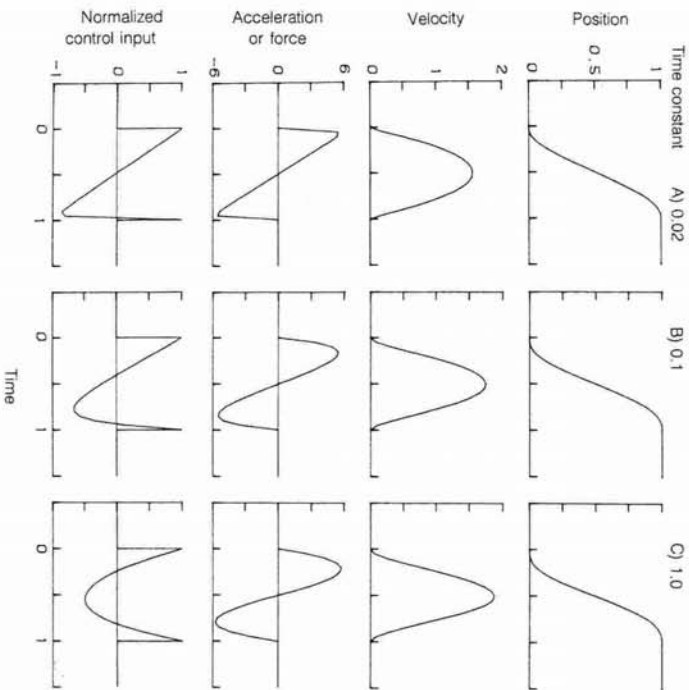 Time constant A) 0.02 B) 0.1 C) 1.0
Position
1
0.5
0
Velocity
2
1
0
Acceleration
or force
6
0
-6
Normalized
control input
1
0
-1
0 1 0 1 0 1
Time